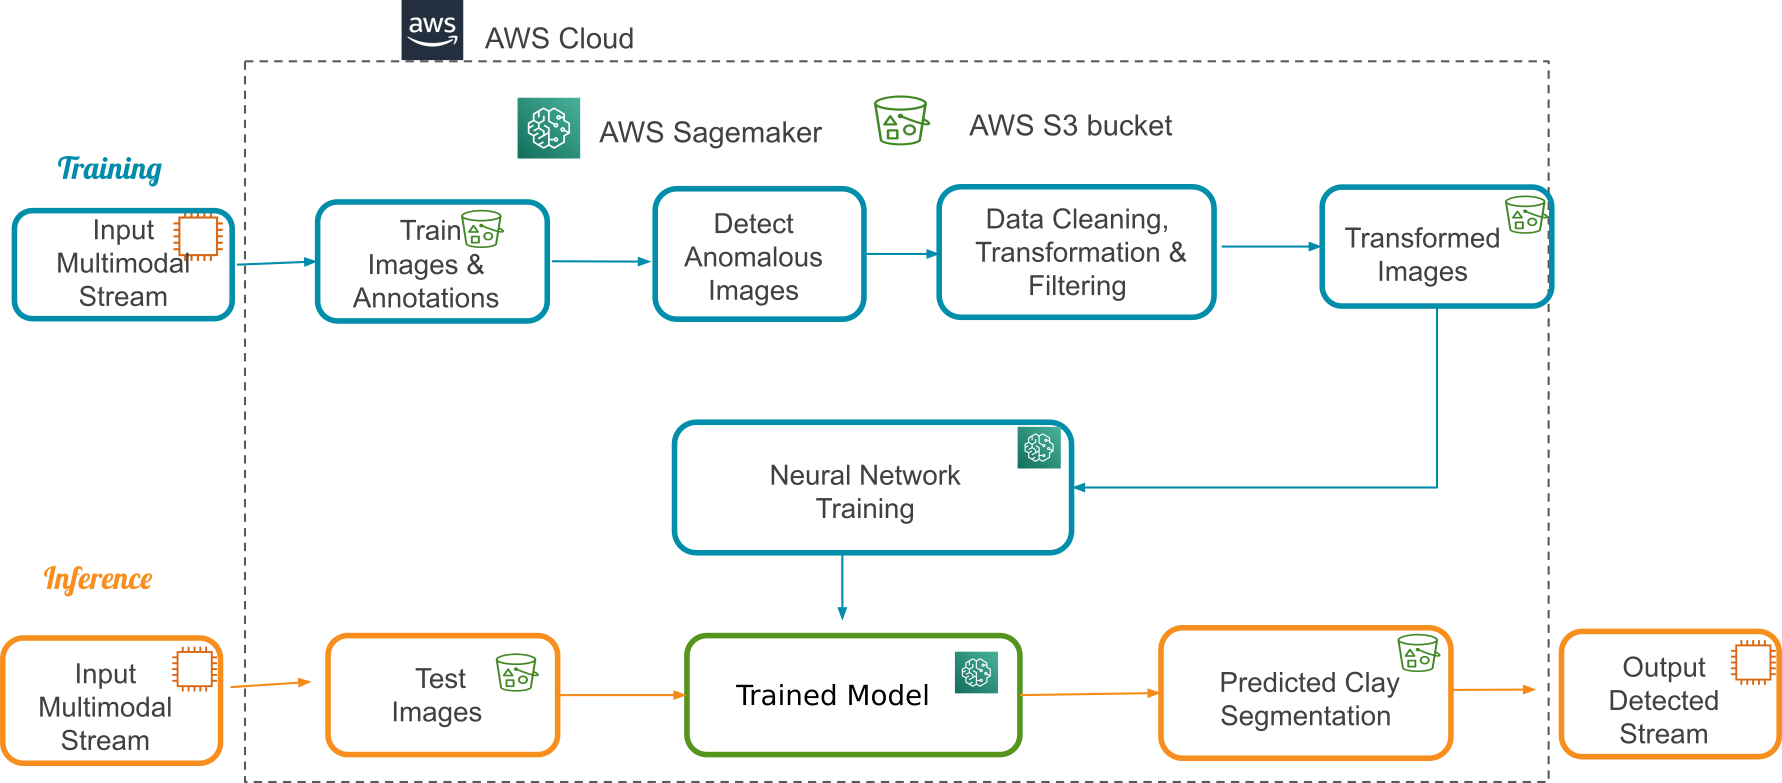 aws
AWS Cloud
AWS Sagemaker
AWS S3 bucket
Training
Input
Multimodal
Stream
Train
Images &
Annotations
Detect
Anomalous
Images
Data Cleaning,
Transformation &
Filtering
Transformed
Images
Neural Network
Training
Inference
Input
Multimodal
Stream
Test
Images
Trained Model
Predicted Clay
Segmentation
Output
Detected
Stream